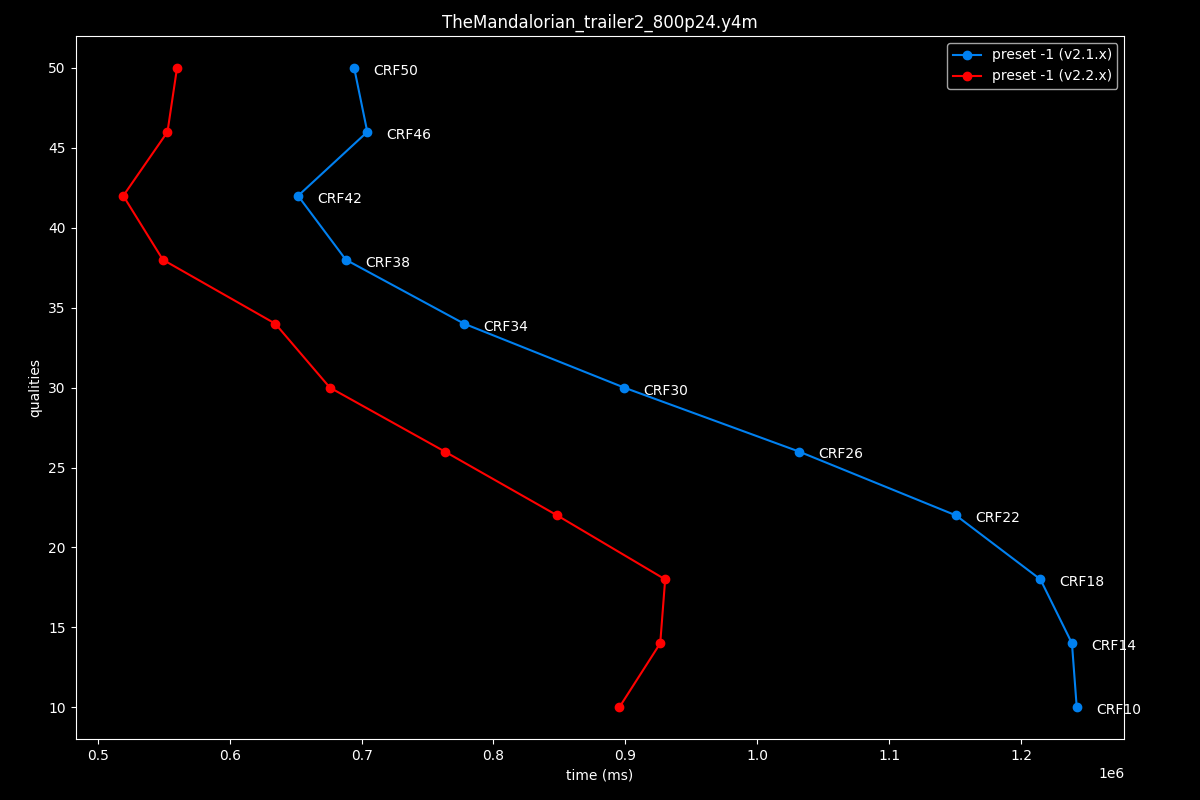 TheMandalorian_trailer2_800p24.y4m
preset -1 (v2.1.x)
preset -1 (v2.2.x)
50
45
40
35
30
25
20
15
10
qualities
CRF50
CRF46
CRF42
CRF38
CRF34
CRF30
CRF26
CRF22
CRF18
CRF14
CRF10
0.5 0.6 0.7 0.8 0.9 1.0 1.1 1.2
time (ms)
1e6